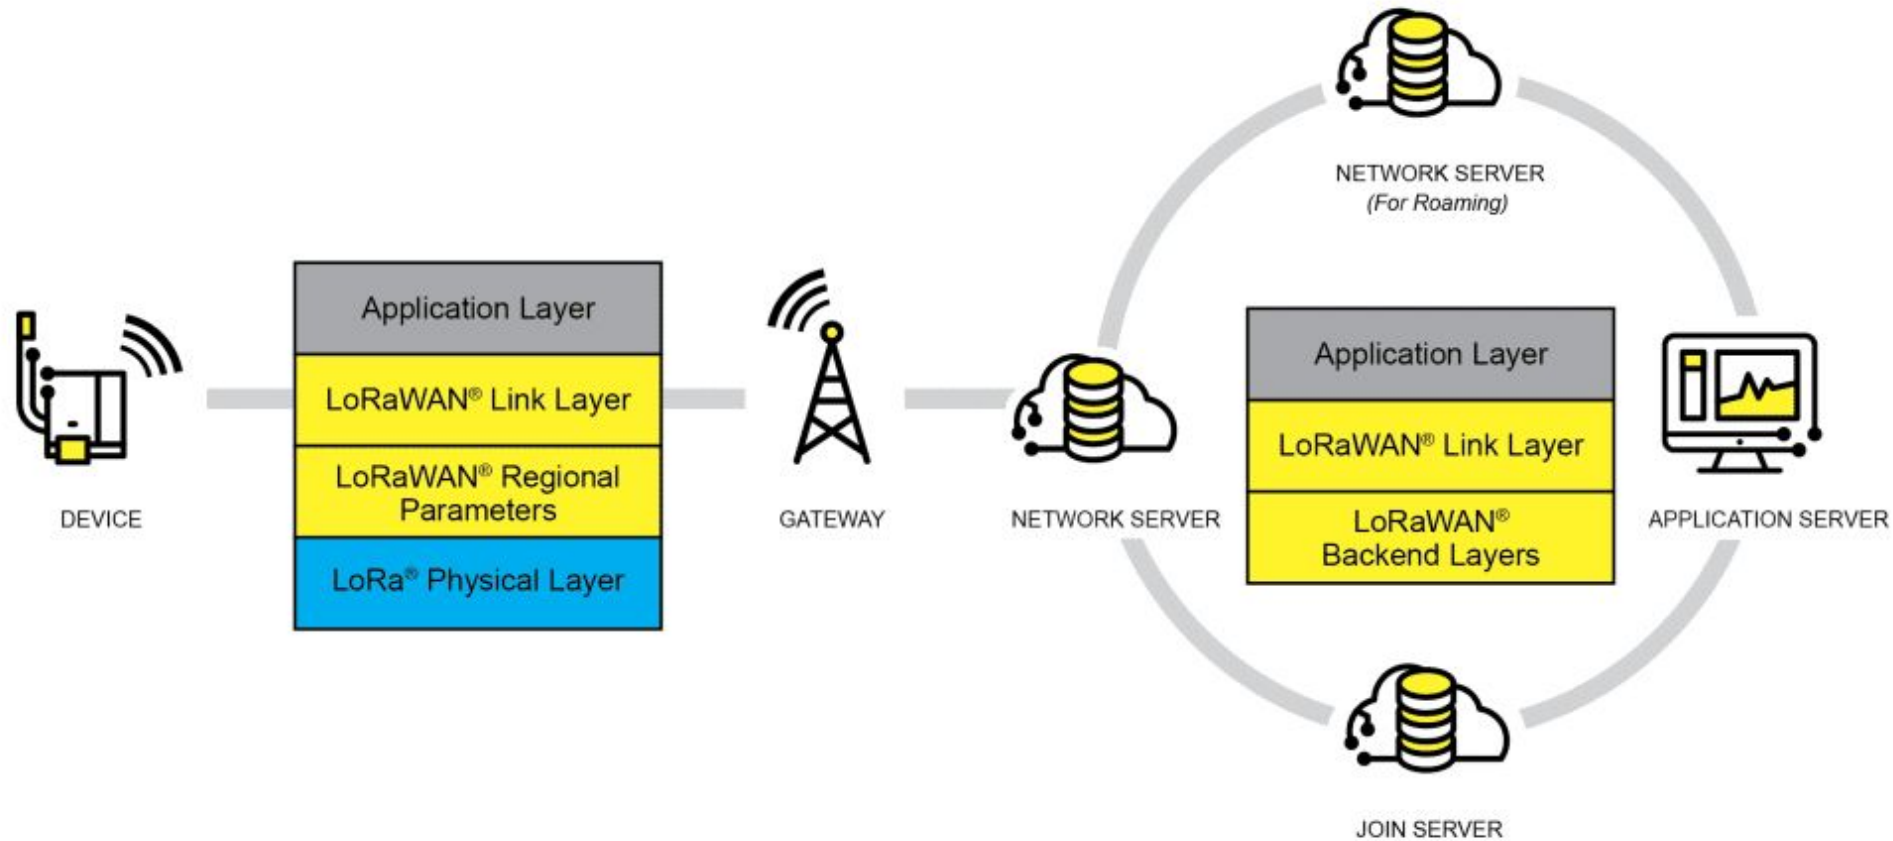 NETWORK SERVER
(For Roaming)
Application Layer
LoRaWAN® Link Layer
LoRaWAN® Regional
Parameters
LoRa® Physical Layer
Application Layer
LoRaWAN® Link Layer
LoRaWAN®
Backend Layers
DEVICE
GATEWAY
NETWORK SERVER
APPLICATION SERVER
JOIN SERVER